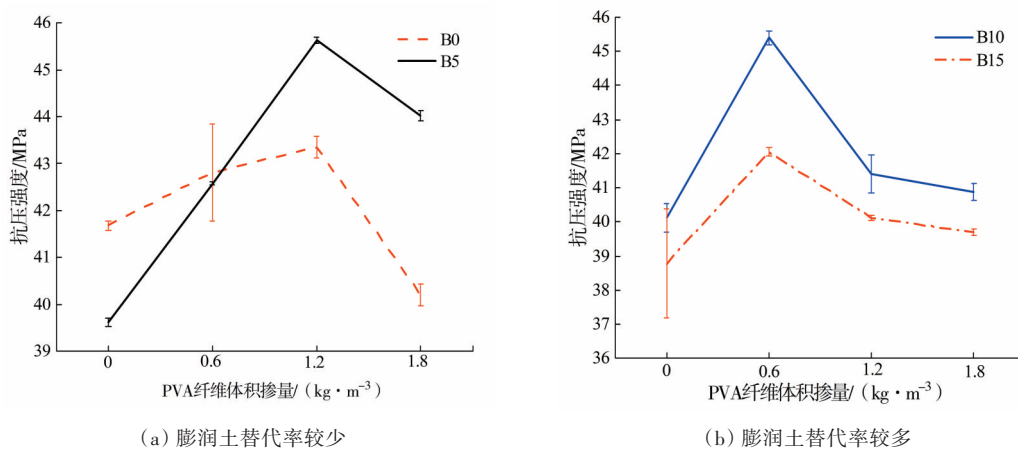 46
45
44
43
42
41
40
39
抗压强度/MPa
B0
B5
0 0.6 1.2 1.8
PVA纤维体积掺量/（kg·m⁻³）
（a）膨润土替代率较少
46
45
44
43
42
41
40
39
38
37
36
抗压强度/MPa
B10
B15
0 0.6 1.2 1.8
PVA纤维体积掺量/（kg·m⁻³）
（b）膨润土替代率较多